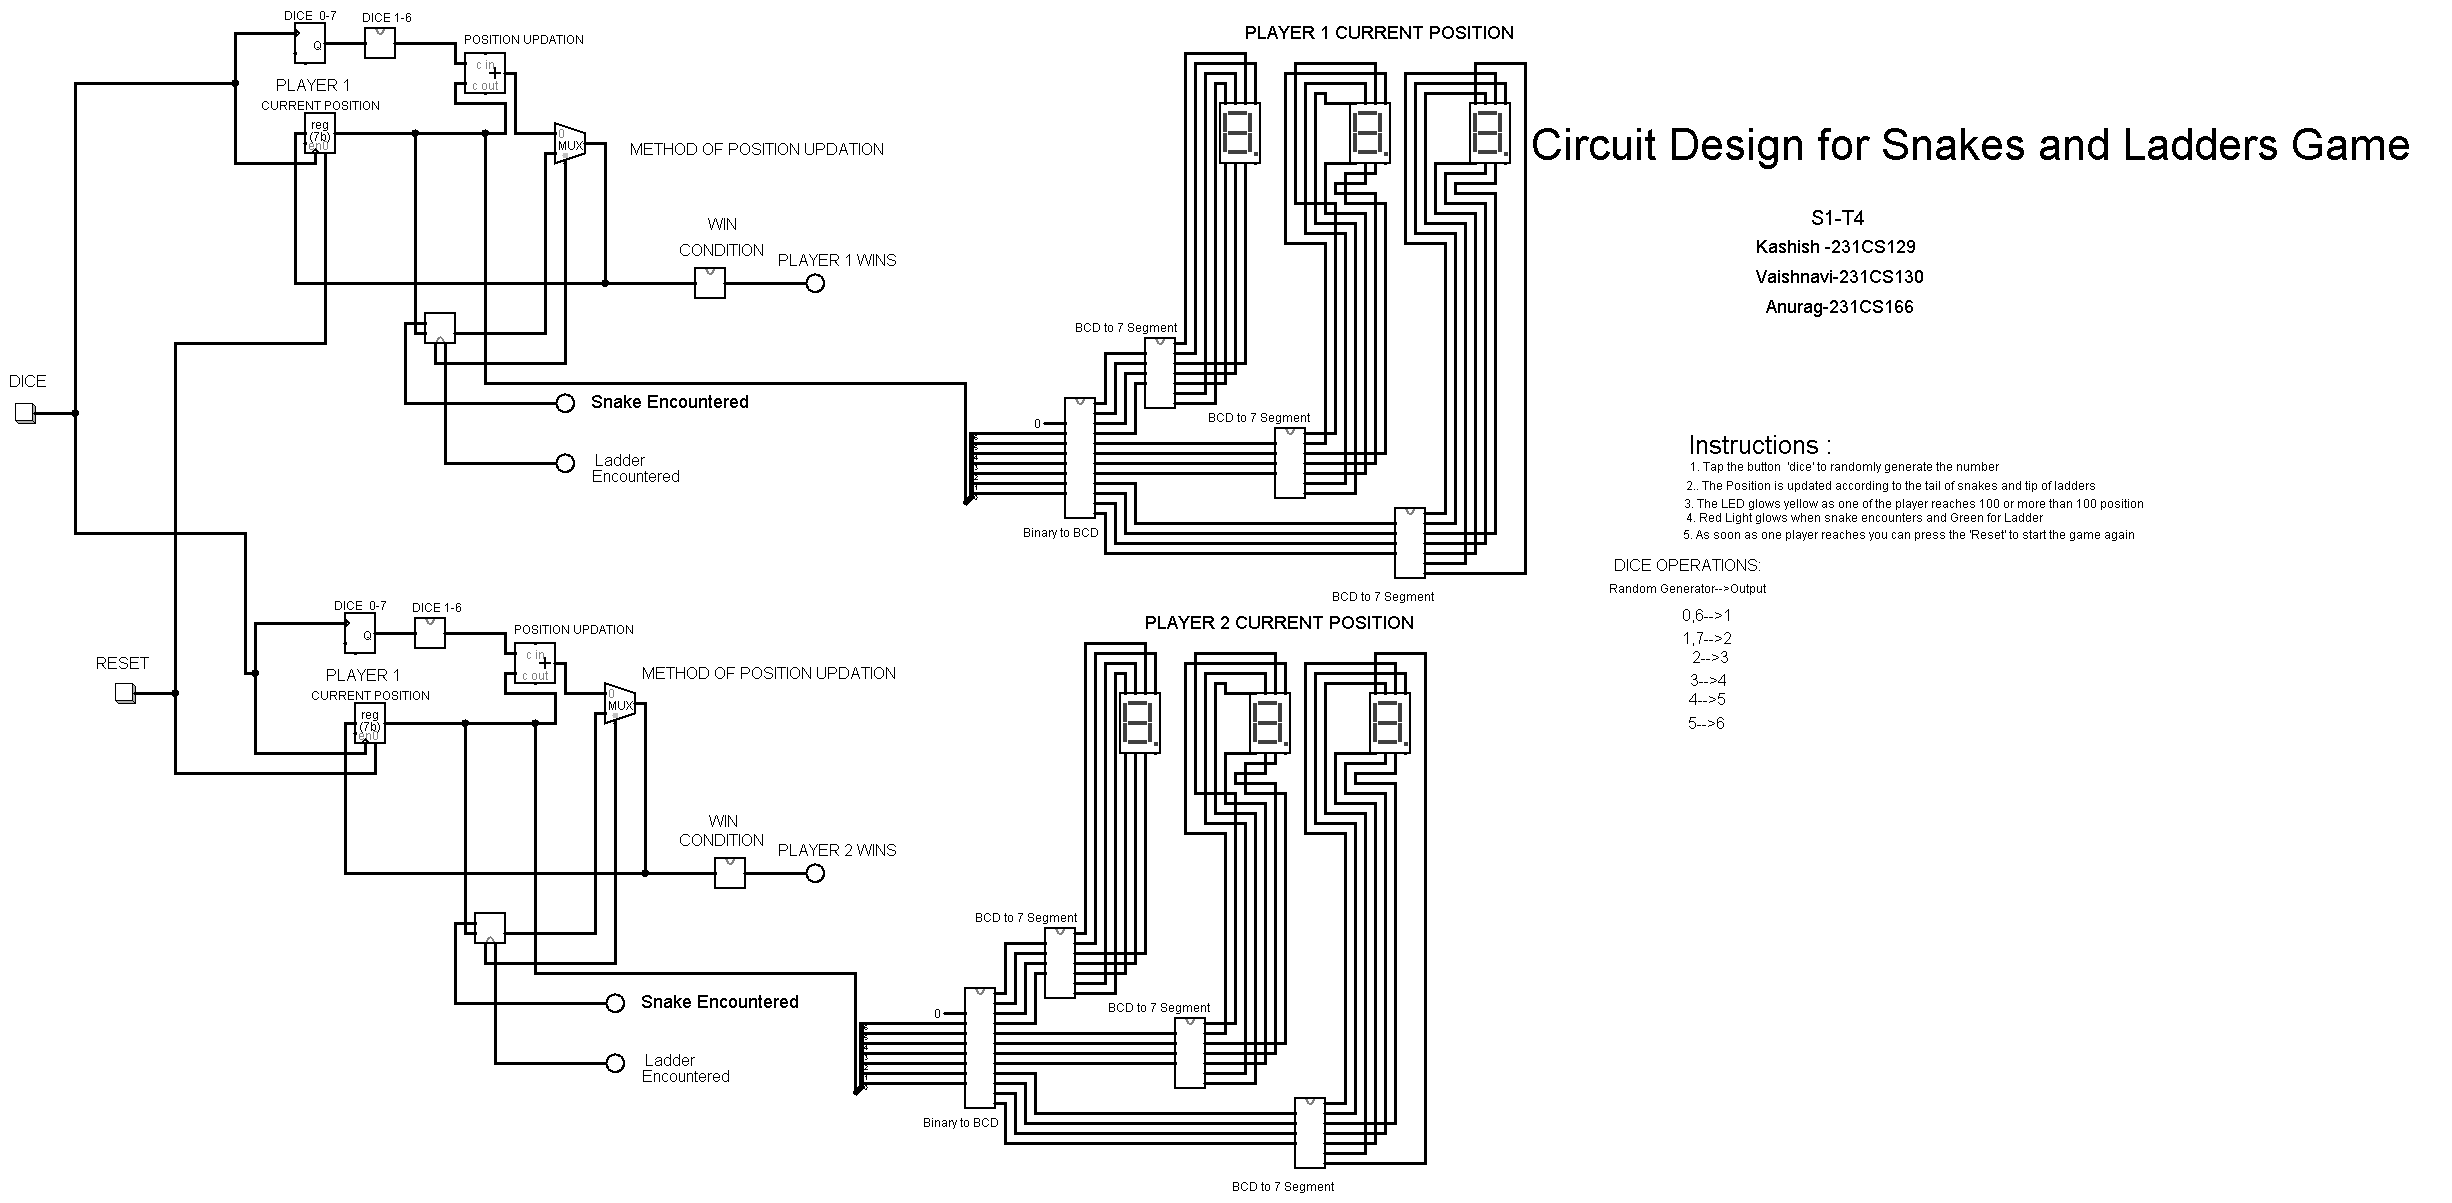 DICE  0-7
DICE 1-6
POSITION UPDATION
Q
c in
+
c out
PLAYER 1
CURRENT POSITION
reg
(7b)
en0
0
MUX
METHOD OF POSITION UPDATION
WIN
CONDITION
PLAYER 1 WINS
Snake Encountered
Ladder
Encountered
DICE
RESET
PLAYER 1 CURRENT POSITION
BCD to 7 Segment
BCD to 7 Segment
0
Binary to BCD
BCD to 7 Segment
Circuit Design for Snakes and Ladders Game
S1-T4
Kashish -231CS129
Vaishnavi-231CS130
Anurag-231CS166
Instructions :
1. Tap the button  'dice' to randomly generate the number
2.. The Position is updated according to the tail of snakes and tip of ladders
3. The LED glows yellow as one of the player reaches 100 or more than 100 position
4. Red Light glows when snake encounters and Green for Ladder
5. As soon as one player reaches you can press the 'Reset' to start the game again
DICE OPERATIONS:
Random Generator-->Output
0,6-->1
1,7-->2
2-->3
3-->4
4-->5
5-->6
DICE  0-7
DICE 1-6
POSITION UPDATION
Q
c in
+
c out
PLAYER 1
CURRENT POSITION
reg
(7b)
en0
0
MUX
METHOD OF POSITION UPDATION
WIN
CONDITION
PLAYER 2 WINS
Snake Encountered
Ladder
Encountered
PLAYER 2 CURRENT POSITION
BCD to 7 Segment
BCD to 7 Segment
0
Binary to BCD
BCD to 7 Segment